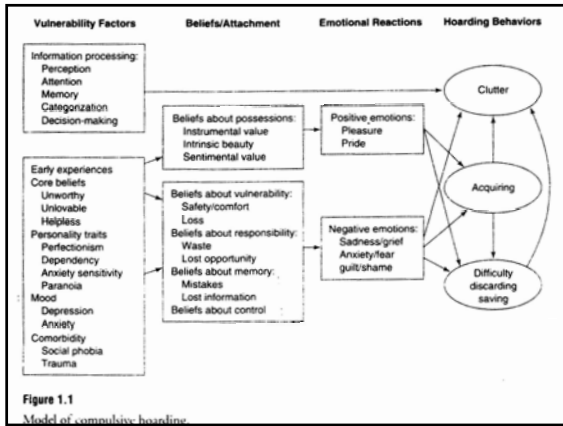 Vulnerability Factors
Beliefs/Attachment
Emotional Reactions
Hoarding Behaviors
Information processing:
Perception
Attention
Memory
Categorization
Decision-making
Early experiences
Core beliefs
Unworthy
Unlovable
Helpless
Personality traits
Perfectionism
Dependency
Anxiety sensitivity
Paranoia
Mood
Depression
Anxiety
Comorbidity
Social phobia
Trauma
Beliefs about possessions:
Instrumental value
Intrinsic beauty
Sentimental value
Beliefs about vulnerability:
Safety/comfort
Loss
Beliefs about responsibility:
Waste
Lost opportunity
Beliefs about memory:
Mistakes
Lost information
Beliefs about control
Positive emotions:
Pleasure
Pride
Negative emotions:
Sadness/grief
Anxiety/fear
guilt/shame
Clutter
Acquiring
Difficulty
discarding
saving
Figure 1.1
Model of compulsive hoarding.